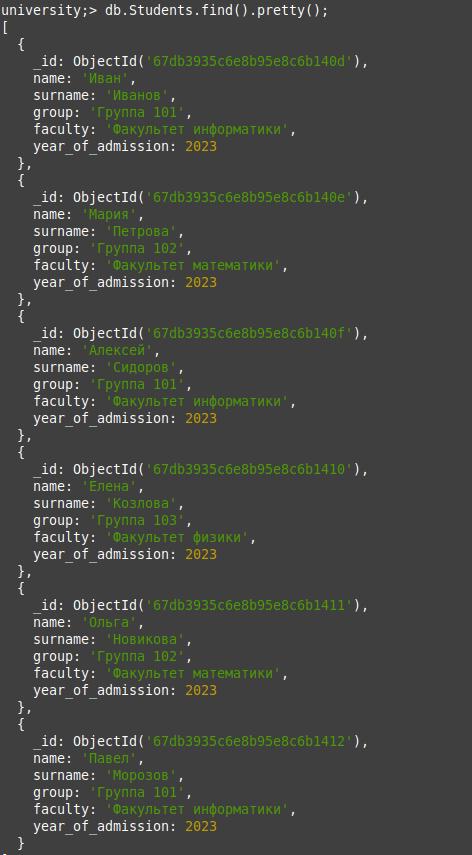 university;> db.Students.find().pretty();
[
  {
    _id: ObjectId('67db3935c6e8b95e8c6b140d'),
    name: 'Иван',
    surname: 'Иванов',
    group: 'Группа 101',
    faculty: 'Факультет информатики',
    year_of_admission: 2023
  },
  {
    _id: ObjectId('67db3935c6e8b95e8c6b140e'),
    name: 'Мария',
    surname: 'Петрова',
    group: 'Группа 102',
    faculty: 'Факультет математики',
    year_of_admission: 2023
  },
  {
    _id: ObjectId('67db3935c6e8b95e8c6b140f'),
    name: 'Алексей',
    surname: 'Сидоров',
    group: 'Группа 101',
    faculty: 'Факультет информатики',
    year_of_admission: 2023
  },
  {
    _id: ObjectId('67db3935c6e8b95e8c6b1410'),
    name: 'Елена',
    surname: 'Козлова',
    group: 'Группа 103',
    faculty: 'Факультет физики',
    year_of_admission: 2023
  },
  {
    _id: ObjectId('67db3935c6e8b95e8c6b1411'),
    name: 'Ольга',
    surname: 'Новикова',
    group: 'Группа 102',
    faculty: 'Факультет математики',
    year_of_admission: 2023
  },
  {
    _id: ObjectId('67db3935c6e8b95e8c6b1412'),
    name: 'Павел',
    surname: 'Морозов',
    group: 'Группа 101',
    faculty: 'Факультет информатики',
    year_of_admission: 2023
  }